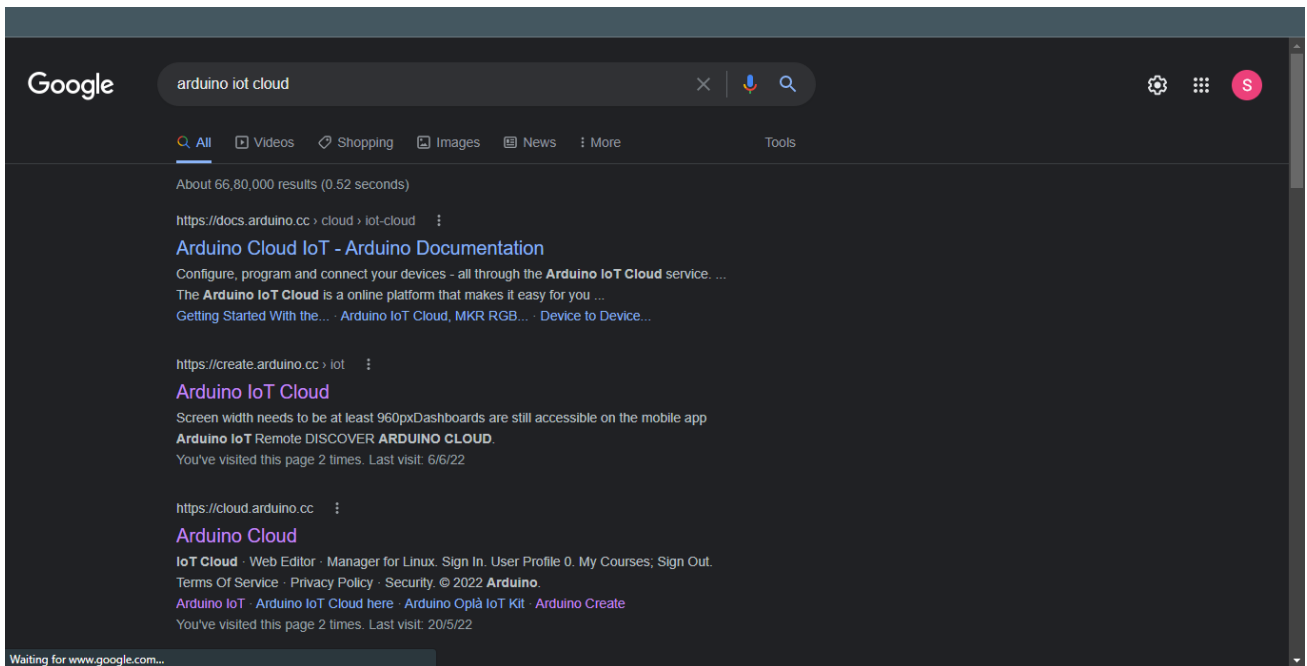 Google
arduino iot cloud
S
All Videos Shopping Images News More Tools
About 66,80,000 results (0.52 seconds)
https://docs.arduino.cc › cloud › iot-cloud
Arduino Cloud IoT - Arduino Documentation
Configure, program and connect your devices - all through the Arduino IoT Cloud service. ...
The Arduino IoT Cloud is a online platform that makes it easy for you ...
Getting Started With the... · Arduino IoT Cloud, MKR RGB... · Device to Device...
https://create.arduino.cc › iot
Arduino IoT Cloud
Screen width needs to be at least 960pxDashboards are still accessible on the mobile app
Arduino IoT Remote DISCOVER ARDUINO CLOUD.
You've visited this page 2 times. Last visit: 6/6/22
https://cloud.arduino.cc
Arduino Cloud
IoT Cloud · Web Editor · Manager for Linux. Sign In. User Profile 0. My Courses; Sign Out.
Terms Of Service · Privacy Policy · Security. © 2022 Arduino.
Arduino IoT · Arduino IoT Cloud here · Arduino Oplà IoT Kit · Arduino Create
You've visited this page 2 times. Last visit: 20/5/22
Waiting for www.google.com...